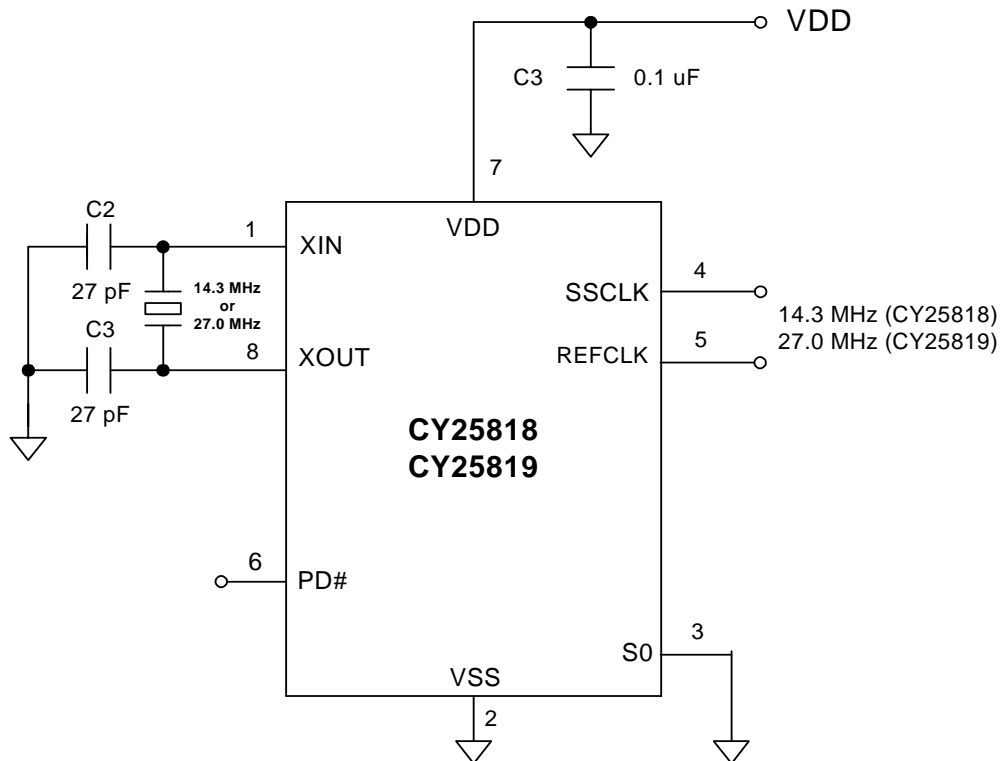 VDD
C3 0.1 uF
7
VDD
C2
1
XIN
27 pF
14.3 MHz
or
27.0 MHz
C3
8
XOUT
27 pF
4
SSCLK
5
REFCLK
14.3 MHz (CY25818)
27.0 MHz (CY25819)
CY25818
CY25819
6
PD#
3
S0
VSS
2